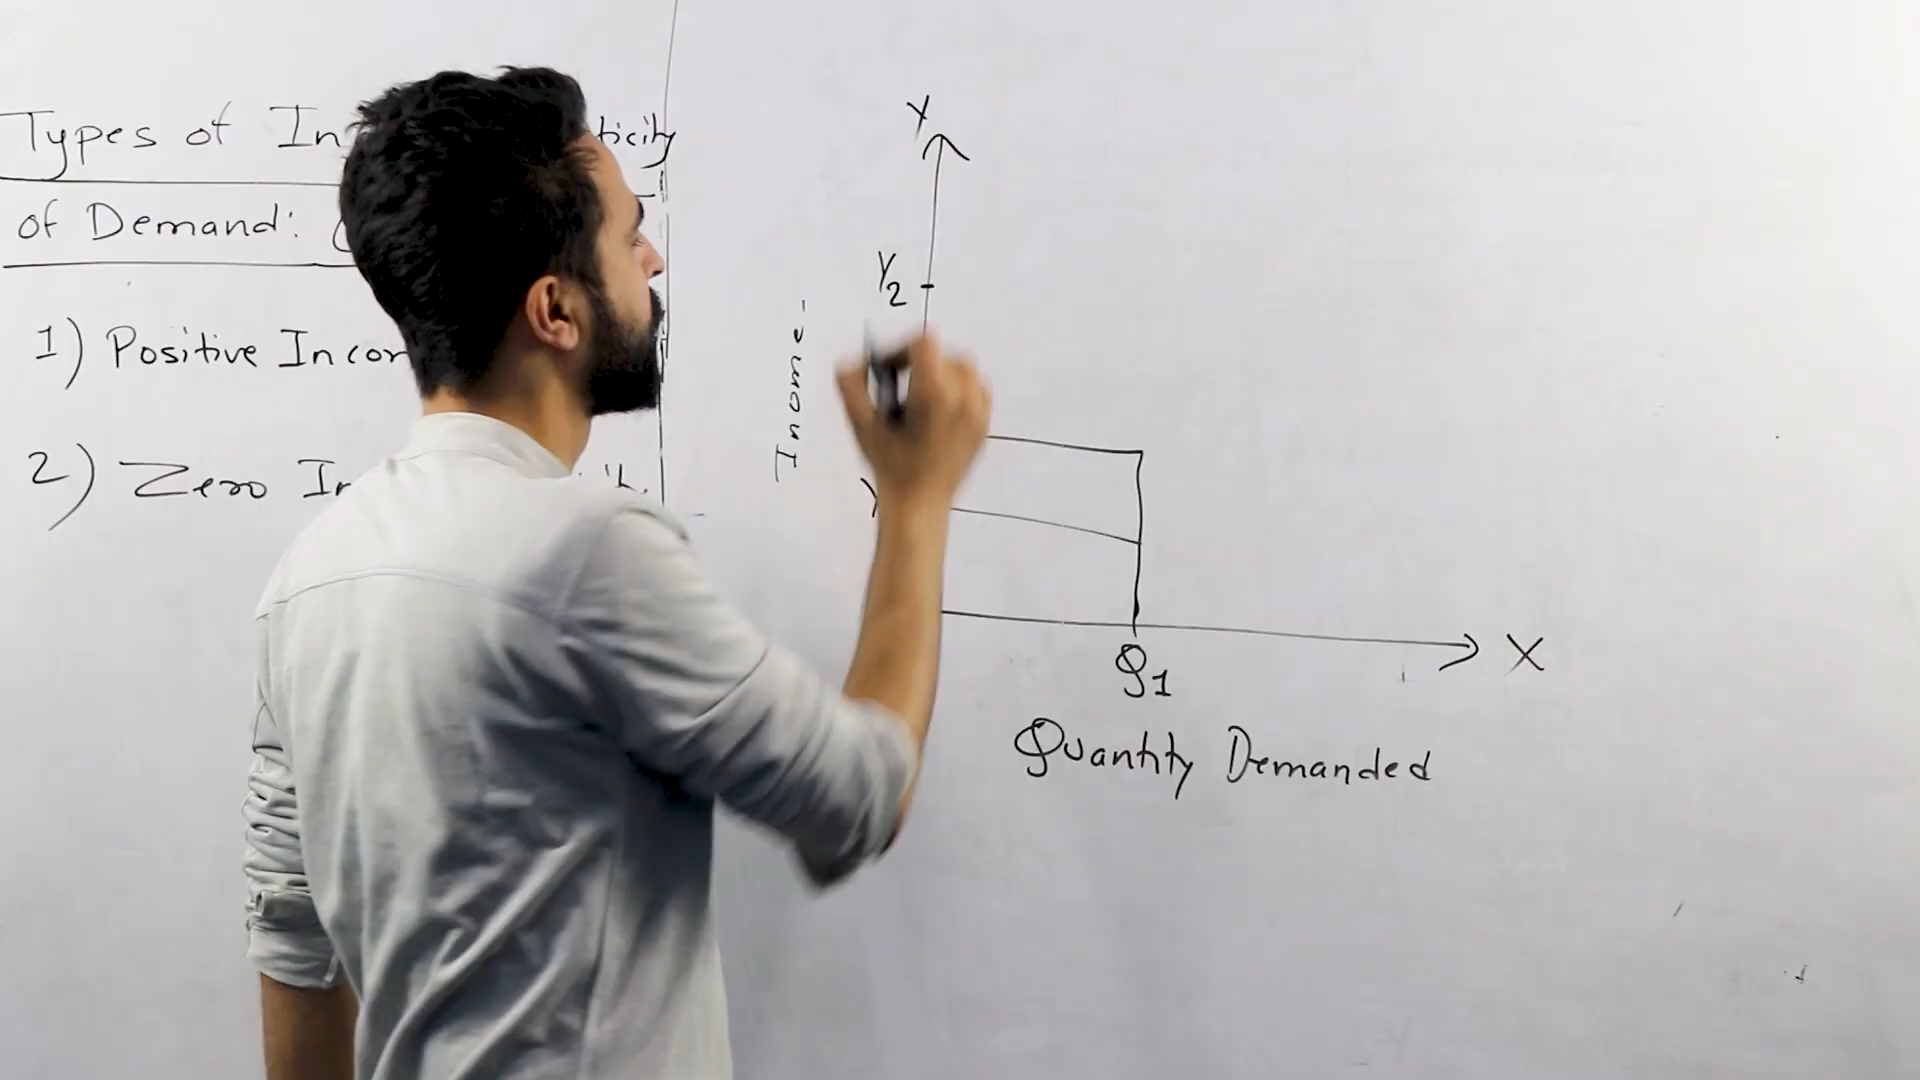 Types of In ticity
of Demand:
1) Positive Incom
2) Zero In
Y
Y2
Income
Y
Q1
X
Quantity Demanded